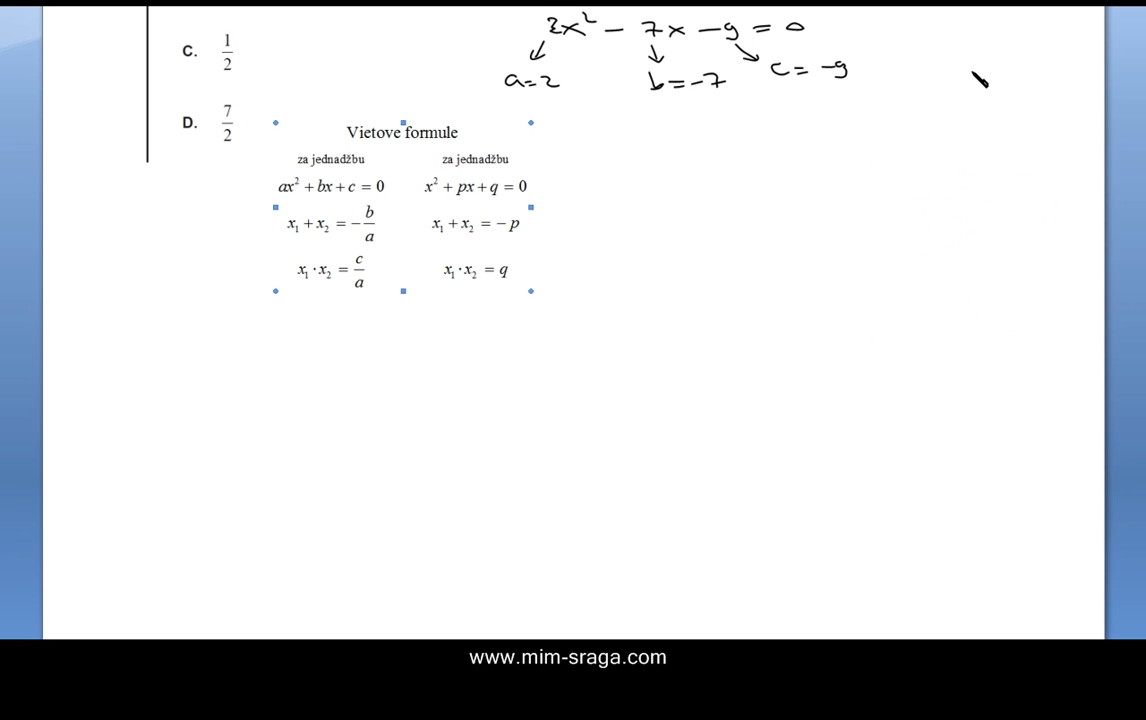 2x² − 7x − 9 = 0
C. 1/2
a=2 b=−7 c=−9
D. 7/2
Vietove formule
za jednadžbu za jednadžbu
ax² + bx + c = 0 x² + px + q = 0
x₁ + x₂ = − b/a x₁ + x₂ = − p
x₁ · x₂ = c/a x₁ · x₂ = q
www.mim-sraga.com